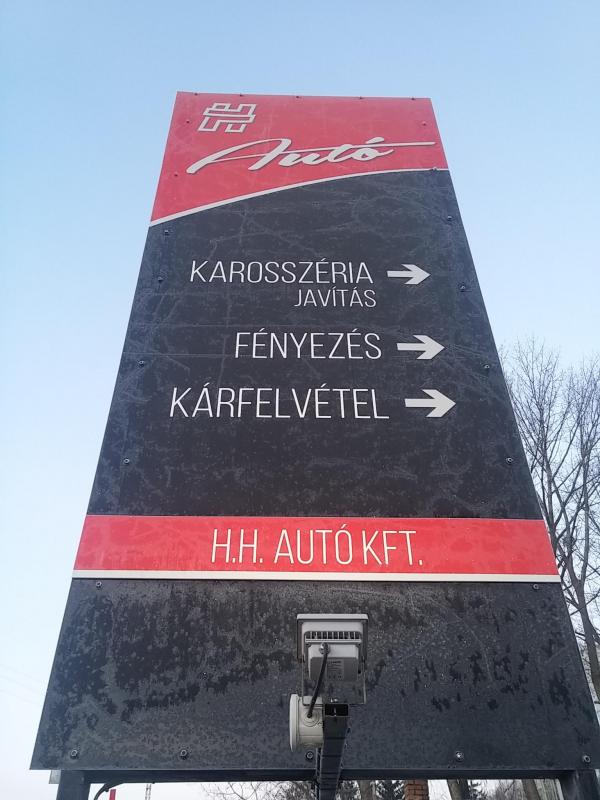 Autó
KAROSSZÉRIA
JAVÍTÁS
FÉNYEZÉS
KÁRFELVÉTEL
H.H. AUTÓ KFT.